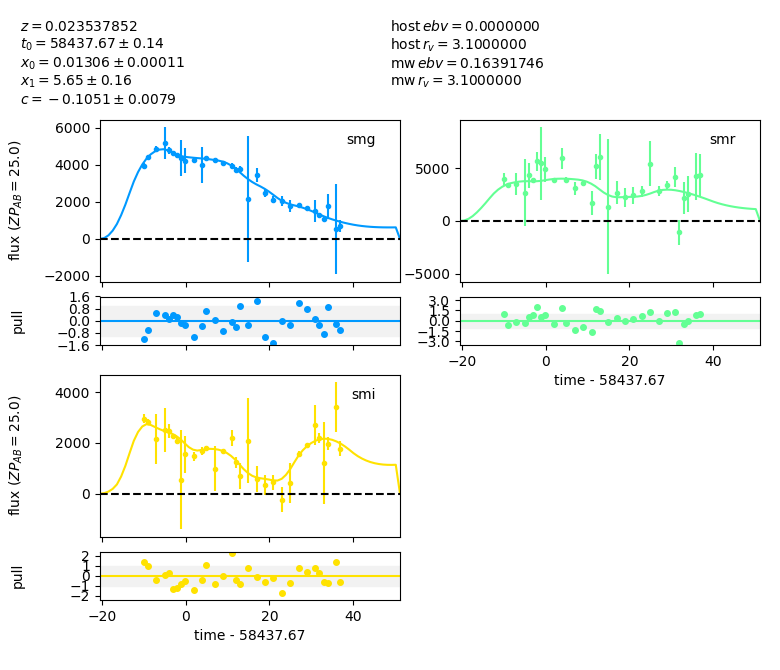 z = 0.023537852
t₀ = 58437.67 ± 0.14
x₀ = 0.01306 ± 0.00011
x₁ = 5.65 ± 0.16
c = −0.1051 ± 0.0079
host ebv = 0.0000000
host r_v = 3.1000000
mw ebv = 0.16391746
mw r_v = 3.1000000
smg
flux (ZP_AB = 25.0)
6000
4000
2000
0
−2000
smr
5000
0
−5000
pull
1.6
0.8
0.0
−0.8
−1.6
3.0
1.5
0.0
−1.5
−3.0
−20
0
20
40
time - 58437.67
smi
flux (ZP_AB = 25.0)
4000
2000
0
pull
2
1
0
−1
−2
−20
0
20
40
time - 58437.67